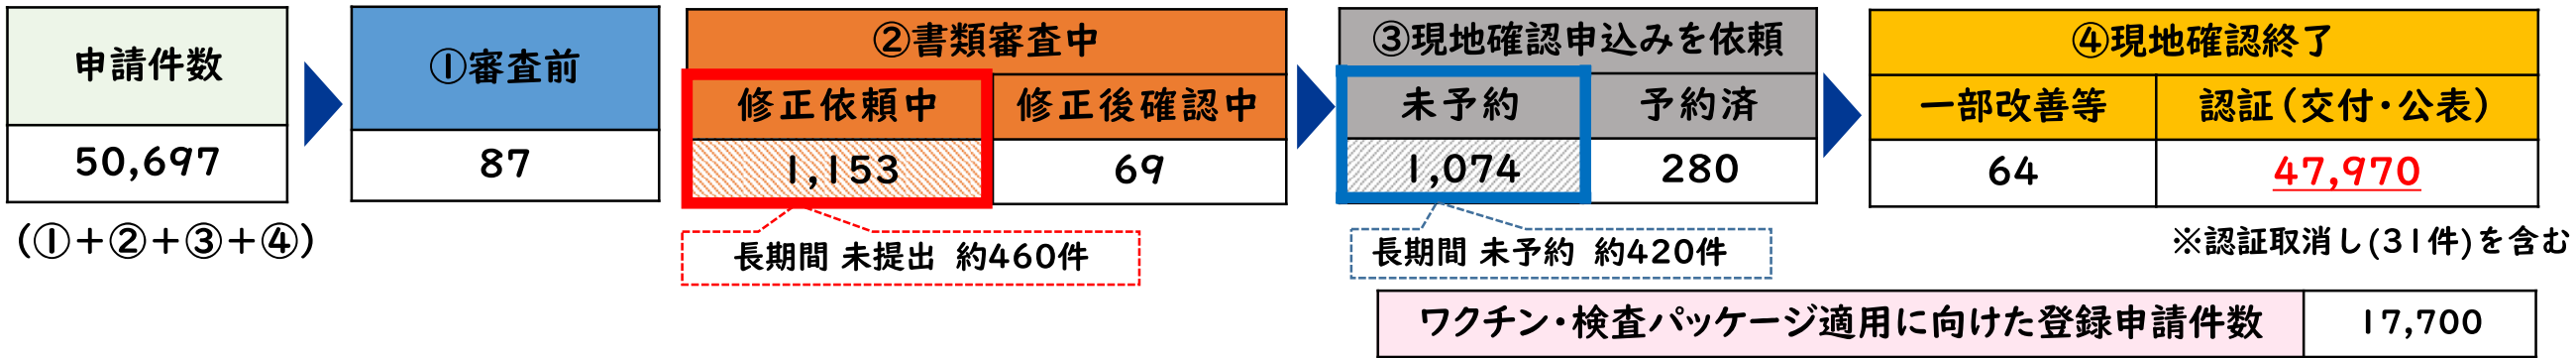 申請件数
50,697
(①+②+③+④)
①審査前
87
②書類審査中
修正依頼中 修正後確認中
1,153 69
長期間 未提出 約460件
③現地確認申込みを依頼
未予約 予約済
1,074 280
長期間 未予約 約420件
④現地確認終了
一部改善等 認証(交付・公表)
64 47,970
※認証取消し(31件)を含む
ワクチン・検査パッケージ適用に向けた登録申請件数 17,700